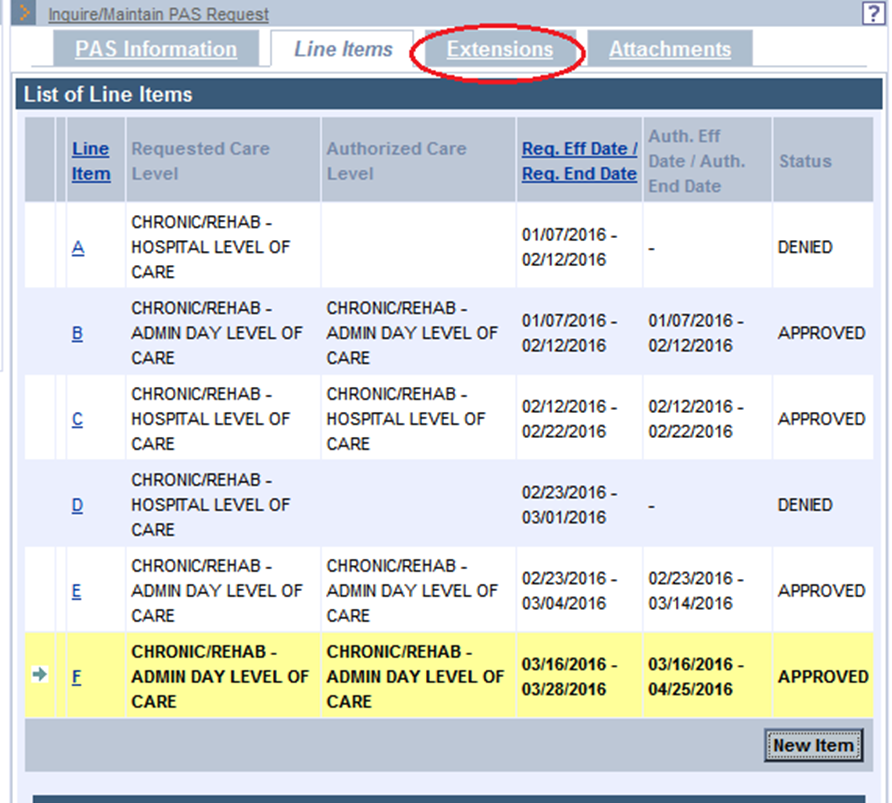 Inquire/Maintain PAS Request
?
PAS Information
Line Items
Extensions
Attachments
List of Line Items
Line Item
Requested Care Level
Authorized Care Level
Req. Eff Date / Req. End Date
Auth. Eff Date / Auth. End Date
Status
A
CHRONIC/REHAB -
HOSPITAL LEVEL OF
CARE
01/07/2016 -
02/12/2016
-
DENIED
B
CHRONIC/REHAB -
ADMIN DAY LEVEL OF
CARE
CHRONIC/REHAB -
ADMIN DAY LEVEL OF
CARE
01/07/2016 -
02/12/2016
01/07/2016 -
02/12/2016
APPROVED
C
CHRONIC/REHAB -
HOSPITAL LEVEL OF
CARE
CHRONIC/REHAB -
HOSPITAL LEVEL OF
CARE
02/12/2016 -
02/22/2016
02/12/2016 -
02/22/2016
APPROVED
D
CHRONIC/REHAB -
HOSPITAL LEVEL OF
CARE
02/23/2016 -
03/01/2016
-
DENIED
E
CHRONIC/REHAB -
ADMIN DAY LEVEL OF
CARE
CHRONIC/REHAB -
ADMIN DAY LEVEL OF
CARE
02/23/2016 -
03/04/2016
02/23/2016 -
03/14/2016
APPROVED
F
CHRONIC/REHAB -
ADMIN DAY LEVEL OF
CARE
CHRONIC/REHAB -
ADMIN DAY LEVEL OF
CARE
03/16/2016 -
03/28/2016
03/16/2016 -
04/25/2016
APPROVED
New Item